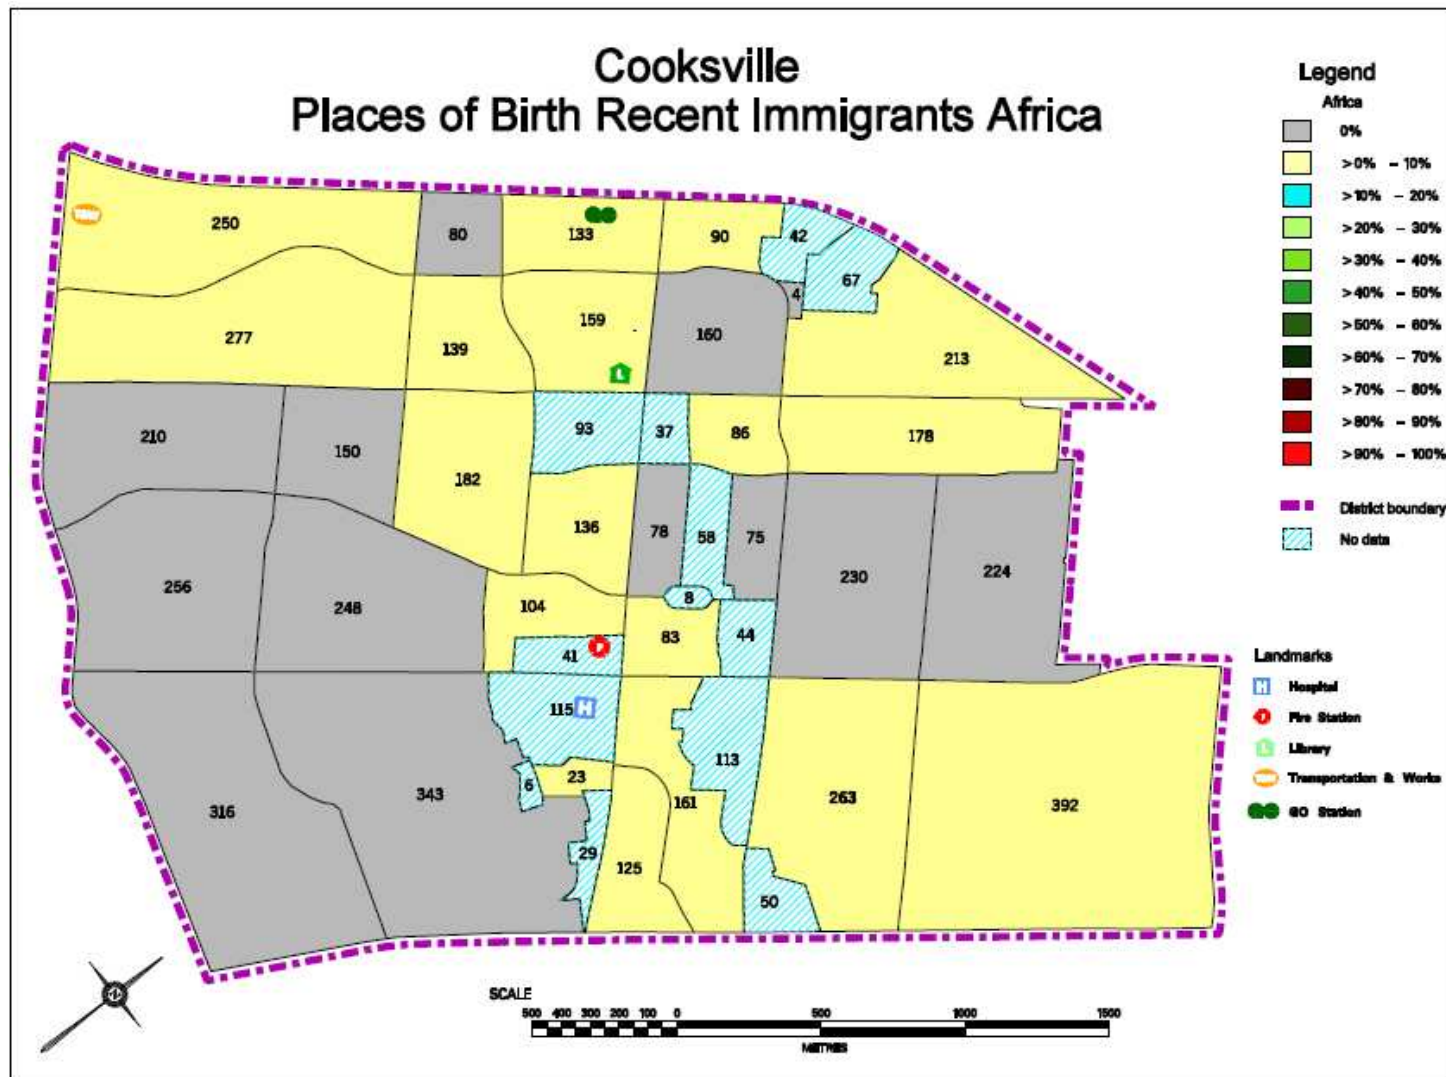 Cooksville
Places of Birth Recent Immigrants Africa
Legend
Africa
0%
>0% - 10%
>10% - 20%
>20% - 30%
>30% - 40%
>40% - 50%
>50% - 60%
>60% - 70%
>70% - 80%
>80% - 90%
>90% - 100%
District boundary
No data
250
80
133
90
42
67
4
277
139
159
160
213
L
210
150
182
93
37
86
178
136
78
58
75
230
224
256
248
104
8
83
44
41
115
H
113
6
23
161
263
392
316
343
29
125
50
Landmarks
H Hospital
Fire Station
L Library
Transportation & Works
GO Station
N
SCALE
500 400 300 200 100 0 500 1000 1500
METRES